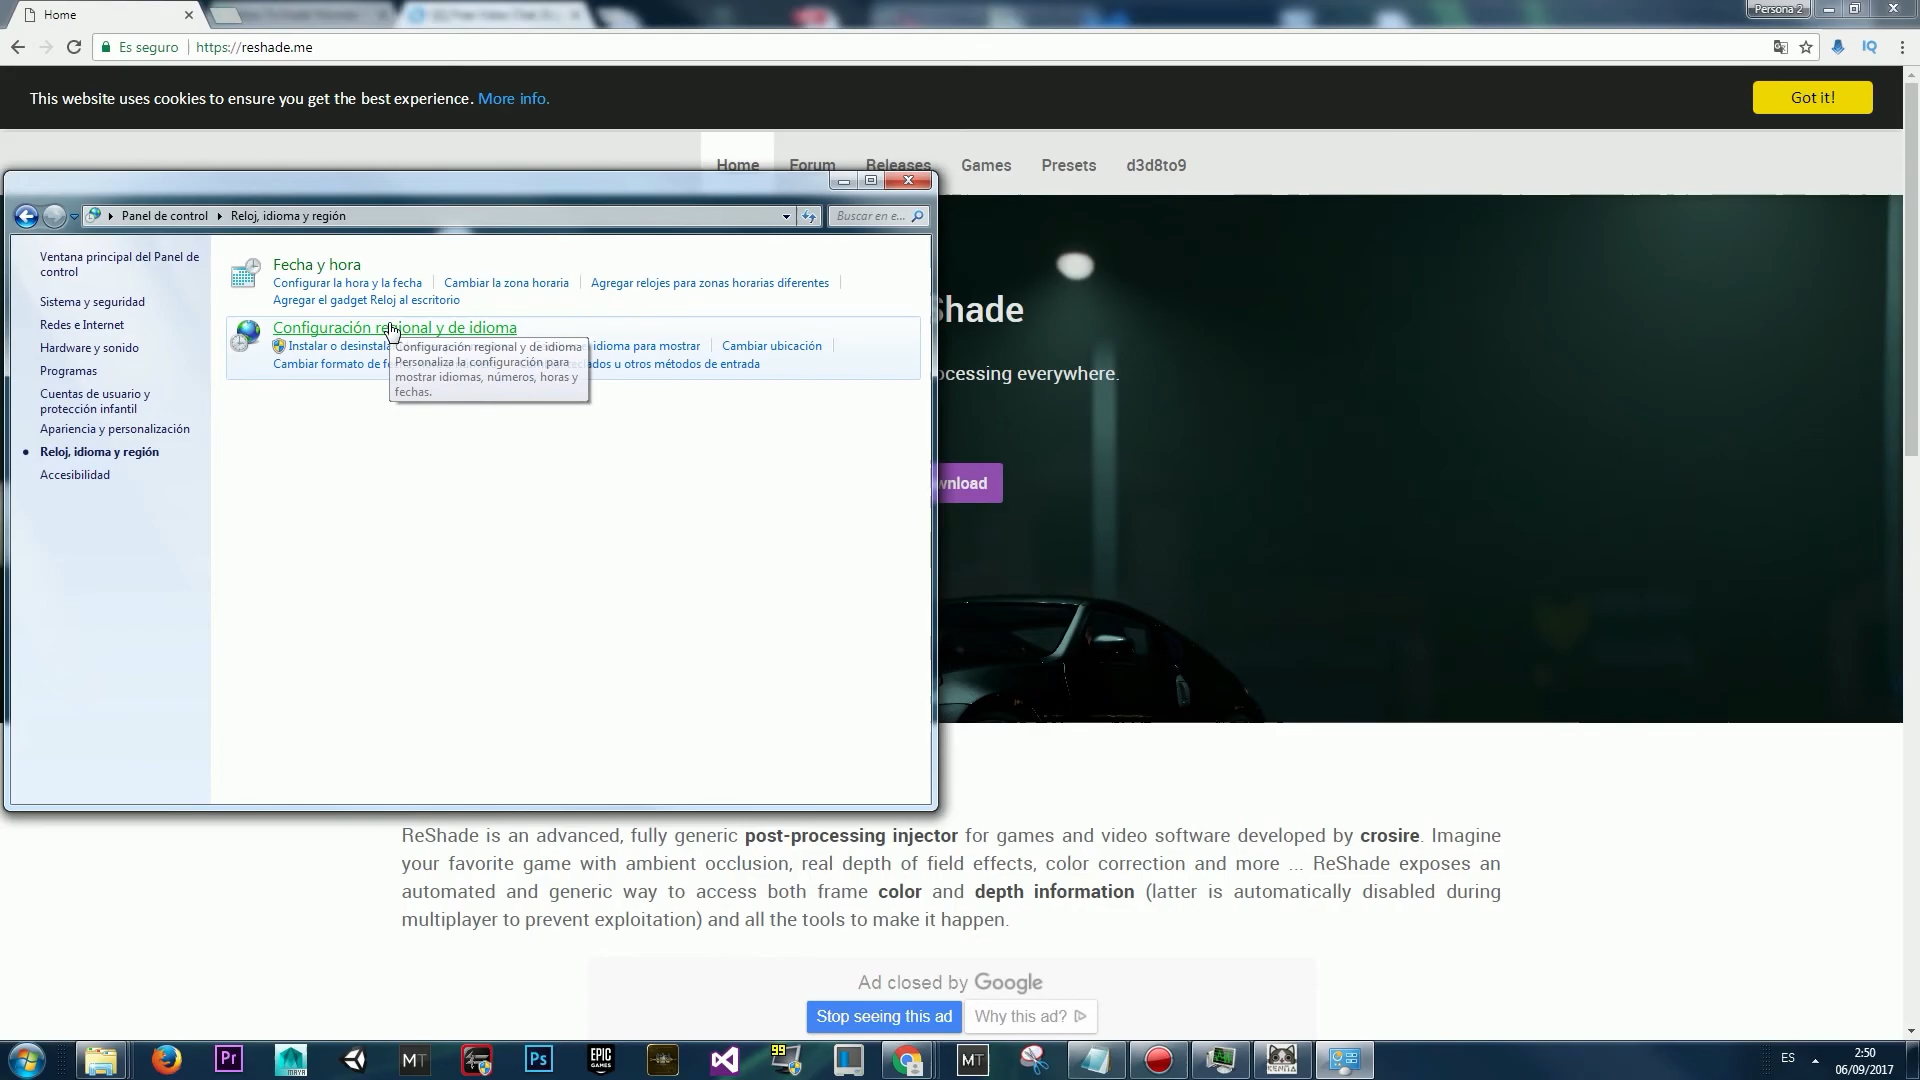 Home
Persona 2
Es seguro
https://reshade.me
IQ
This website uses cookies to ensure you get the best experience. More info.
Got it!
Home
Forum
Releases
Games
Presets
d3d8to9
Panel de control
Reloj, idioma y región
Buscar en e...
Ventana principal del Panel de
control
Sistema y seguridad
Redes e Internet
Hardware y sonido
Programas
Cuentas de usuario y
protección infantil
Apariencia y personalización
Reloj, idioma y región
Accesibilidad
Fecha y hora
Configurar la hora y la fecha
Cambiar la zona horaria
Agregar relojes para zonas horarias diferentes
Agregar el gadget Reloj al escritorio
Configuración regional y de idioma
Instalar o desinstala
idioma para mostrar
Cambiar ubicación
Cambiar formato de fe
u otros métodos de entrada
Configuración regional y de idioma
Personaliza la configuración para
mostrar idiomas, números, horas y
fechas.
Shade
ocessing everywhere.
wnload
ReShade is an advanced, fully generic post-processing injector for games and video software developed by crosire. Imagine
your favorite game with ambient occlusion, real depth of field effects, color correction and more ... ReShade exposes an
automated and generic way to access both frame color and depth information (latter is automatically disabled during
multiplayer to prevent exploitation) and all the tools to make it happen.
Ad closed by Google
Stop seeing this ad
Why this ad?
Pr
MAYA
MT
Ps
EPIC
GAMES
99
MT
ES
2:50
06/09/2017